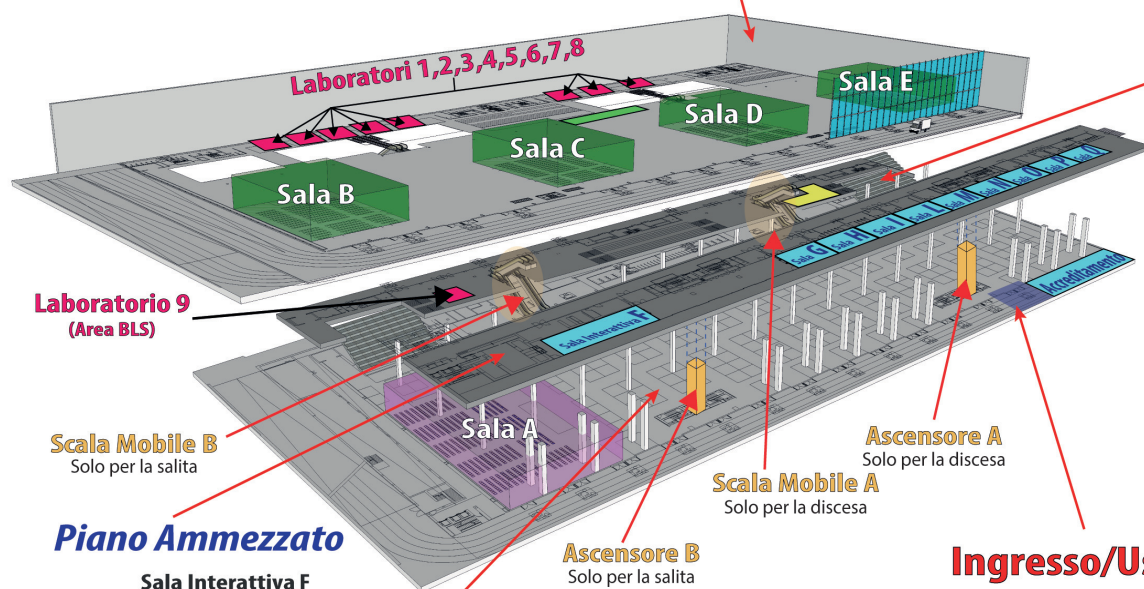 Laboratori 1,2,3,4,5,6,7,8
Sala E
Sala D
Sala C
Sala B
Sala G
Sala H
Sala I
Sala L
Sala M
Sala N
Sala O
Sala P
Sala Q
Accreditamento
Laboratorio 9
(Area BLS)
Sala Interattiva F
Sala A
Scala Mobile B
Solo per la salita
Ascensore A
Solo per la discesa
Scala Mobile A
Solo per la discesa
Piano Ammezzato
Ascensore B
Solo per la salita
Ingresso/Us
Sala Interattiva F